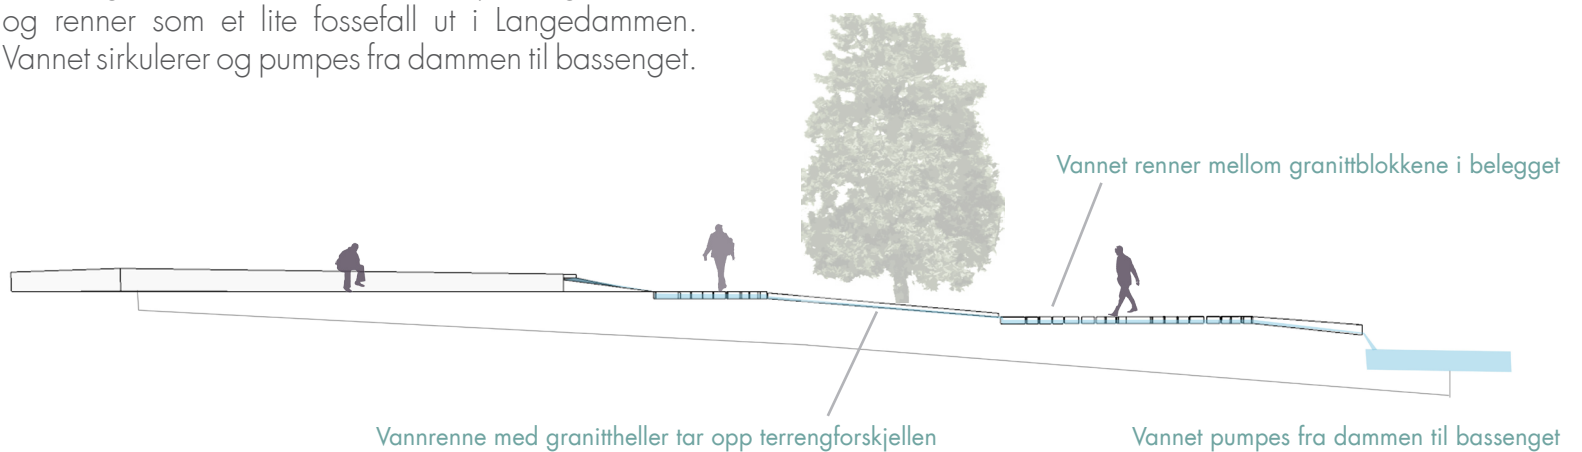 og renner som et lite fossefall ut i Langedammen.
Vannet sirkulerer og pumpes fra dammen til bassenget.
Vannet renner mellom granittblokkene i belegget
Vannrenne med granittheller tar opp terrengforskjellen
Vannet pumpes fra dammen til bassenget